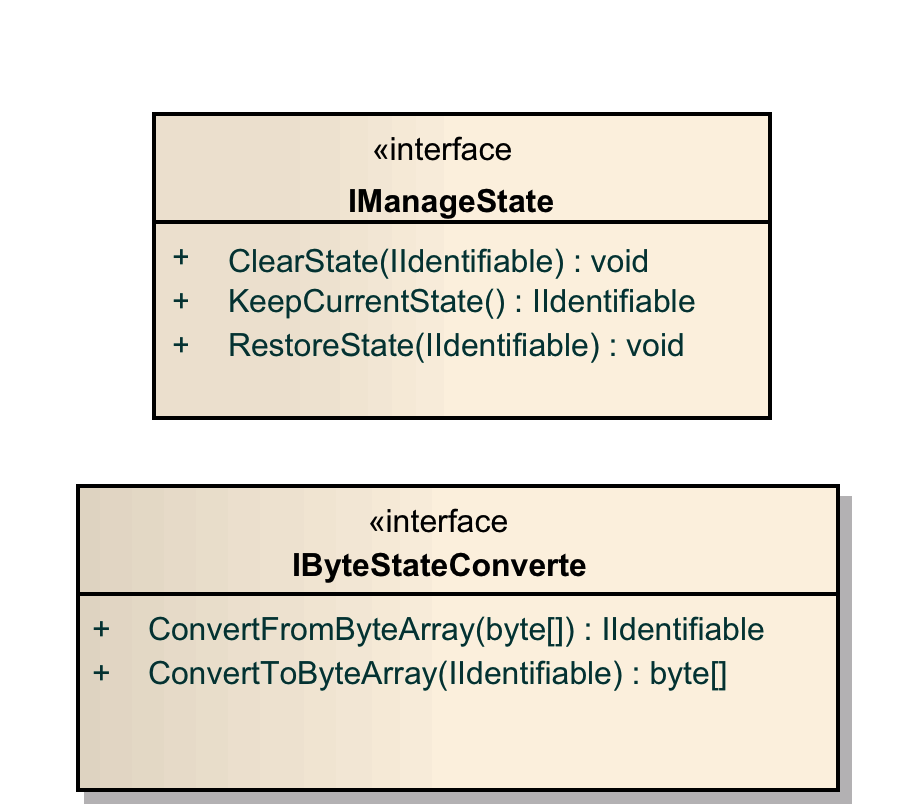 «interface
IManageState
+ ClearState(IIdentifiable) : void
+ KeepCurrentState() : IIdentifiable
+ RestoreState(IIdentifiable) : void
«interface
IByteStateConverte
+ ConvertFromByteArray(byte[]) : IIdentifiable
+ ConvertToByteArray(IIdentifiable) : byte[]